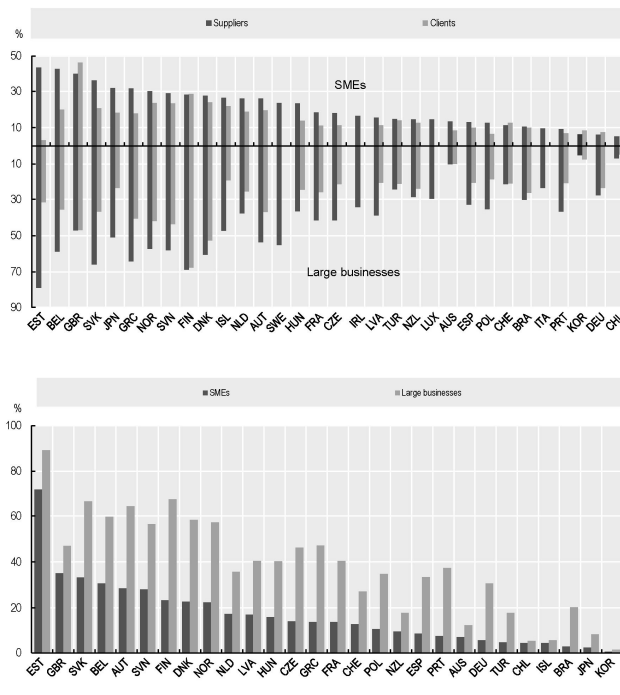 Suppliers Clients
%
50
SMEs
30
10
10
30
50
70
Large businesses
90
EST BEL GBR SVK JPN GRC NOR SVN FIN DNK ISL NLD AUT SWE HUN FRA CZE IRL LVA TUR NZL LUX AUS ESP POL CHE BRA ITA PRT KOR DEU CHL
SMEs Large businesses
%
100
80
60
40
20
0
EST GBR SVK BEL AUT SVN FIN DNK NOR NLD LVA HUN CZE GRC FRA CHE POL NZL ESP PRT AUS DEU TUR CHL ISL BRA JPN KOR